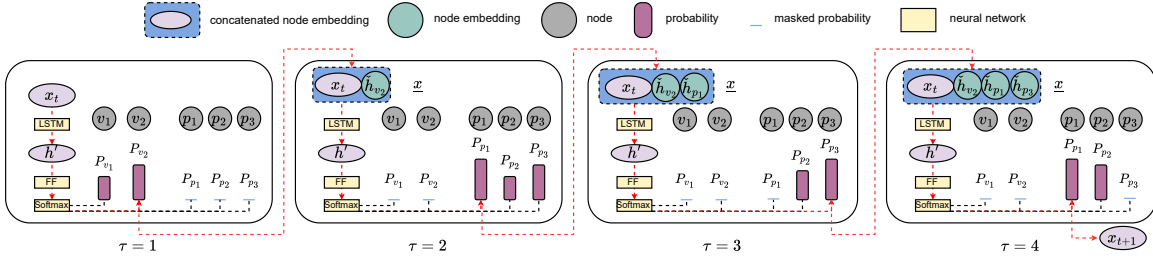 concatenated node embedding node embedding node probability masked probability neural network
x_t
LSTM v_1 v_2 p_1 p_2 p_3
h'
P_{v_1} P_{v_2} P_{p_1} P_{p_2} P_{p_3}
FF
Softmax
τ = 1
x_t \tilde{h}_{v_2} x
LSTM v_1 v_2 p_1 p_2 p_3
h'
P_{v_1} P_{v_2} P_{p_1} P_{p_2} P_{p_3}
FF
Softmax
τ = 2
x_t \tilde{h}_{v_2} \tilde{h}_{p_1} x
LSTM v_1 v_2 p_1 p_2 p_3
h'
P_{v_1} P_{v_2} P_{p_1} P_{p_2} P_{p_3}
FF
Softmax
τ = 3
x_t \tilde{h}_{v_2} \tilde{h}_{p_1} \tilde{h}_{p_3} x
LSTM v_1 v_2 p_1 p_2 p_3
h'
P_{v_1} P_{v_2} P_{p_1} P_{p_2} P_{p_3}
FF
Softmax
τ = 4
x_{t+1}